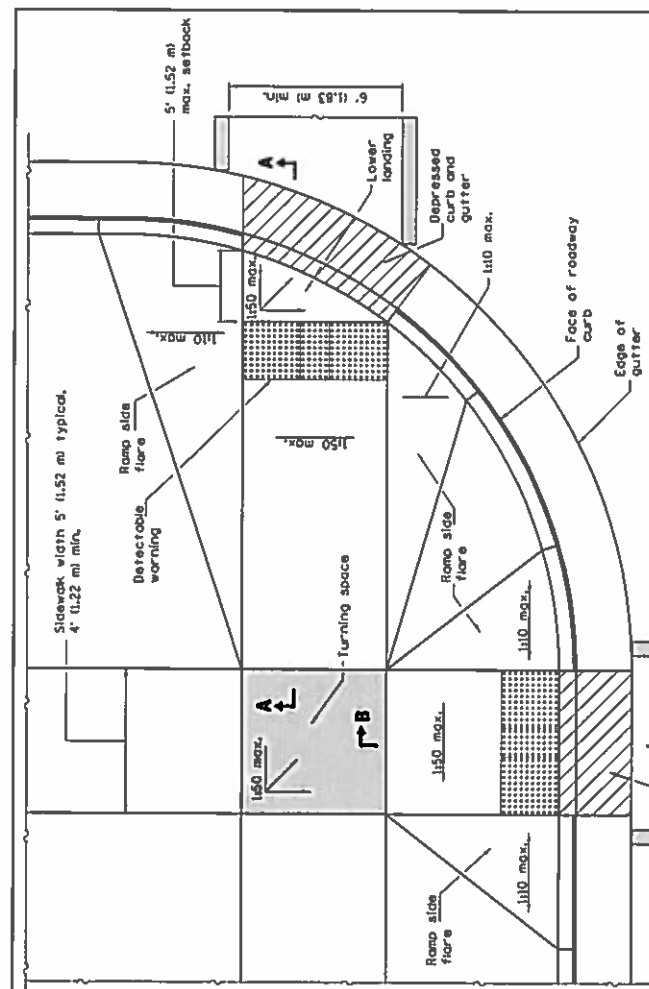 Sidewalk width 5' (1.52 m) typical,
4' (1.22 m) min.
5' (1.52 m)
max. setback
6' (1.83 m) min.
A
Lower
landing
Depressed
curb and
gutter
1:10 max.
1:50 max.
1:10 max.
Ramp side
flare
Detectable
warning
1:50 max.
Face of roadway
curb
Edge of
gutter
Ramp side
flare
Turning space
A
B
1:50 max.
Ramp side
flare
1:10 max.
1:50 max.
Ramp side
flare
1:10 max.